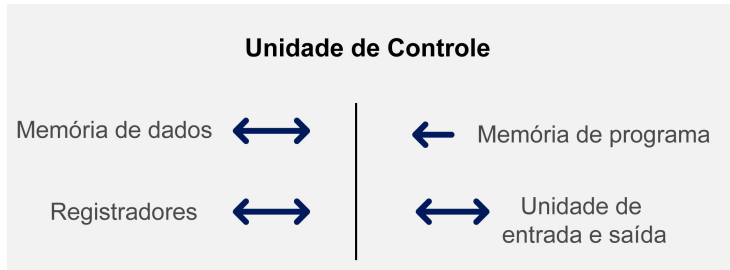 Unidade de Controle
Memória de dados
Memória de programa
Registradores
Unidade de
entrada e saída